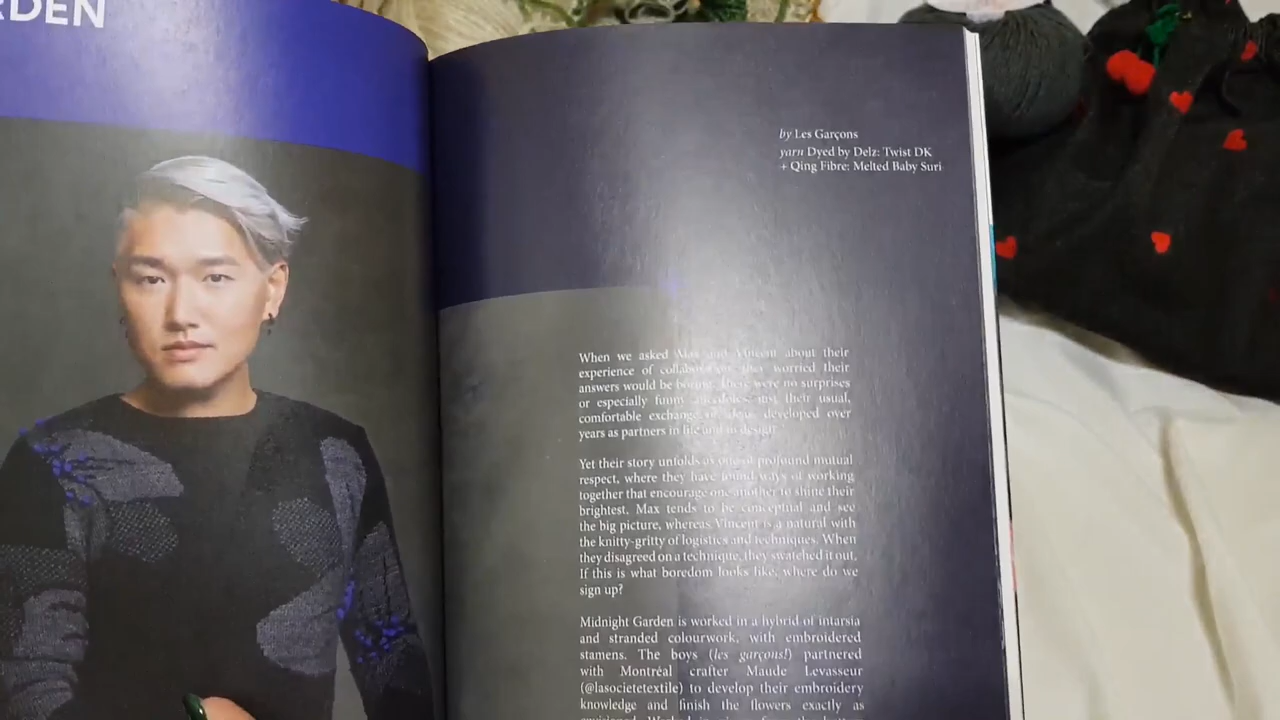 RDEN
by Les Garçons
yarn Dyed by Delz: Twist DK
+ Qing Fibre: Melted Baby Suri
When we asked Max and Vincent about their
experience of collaboration, they worried their
answers would be boring. There were no surprises
or especially funny anecdotes, just their usual,
comfortable exchange of ideas, developed over
years as partners in life and in design.
Yet their story unfolds as one of profound mutual
respect, where they have found ways of working
together that encourage one another to shine their
brightest. Max tends to be conceptual and see
the big picture, whereas Vincent is a natural with
the knitty-gritty of logistics and techniques. When
they disagreed on a technique, they swatched it out.
If this is what boredom looks like, where do we
sign up?
Midnight Garden is worked in a hybrid of intarsia
and stranded colourwork, with embroidered
stamens. The boys (les garçons!) partnered
with Montréal crafter Maude Levasseur
(@lasocietetextile) to develop their embroidery
knowledge and finish the flowers exactly as